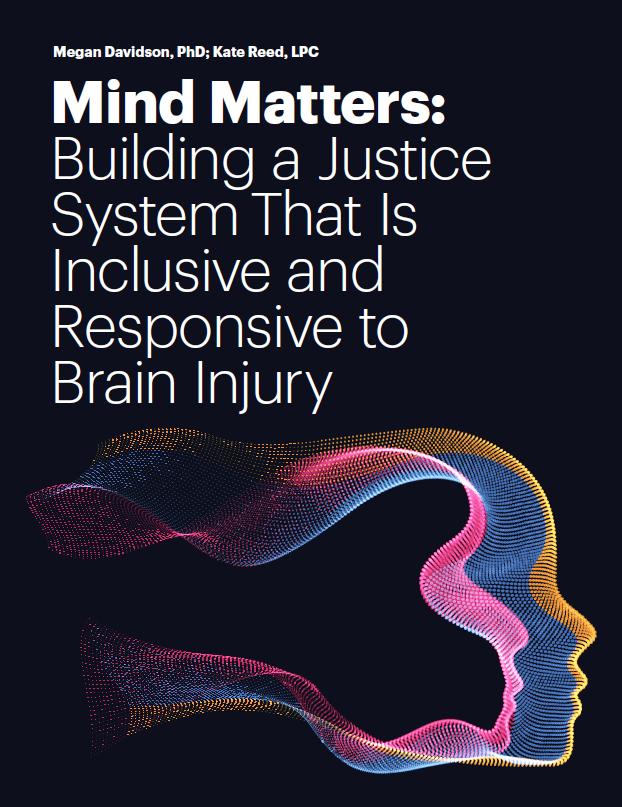 Megan Davidson, PhD; Kate Reed, LPC
Mind Matters:
Building a Justice
System That Is
Inclusive and
Responsive to
Brain Injury